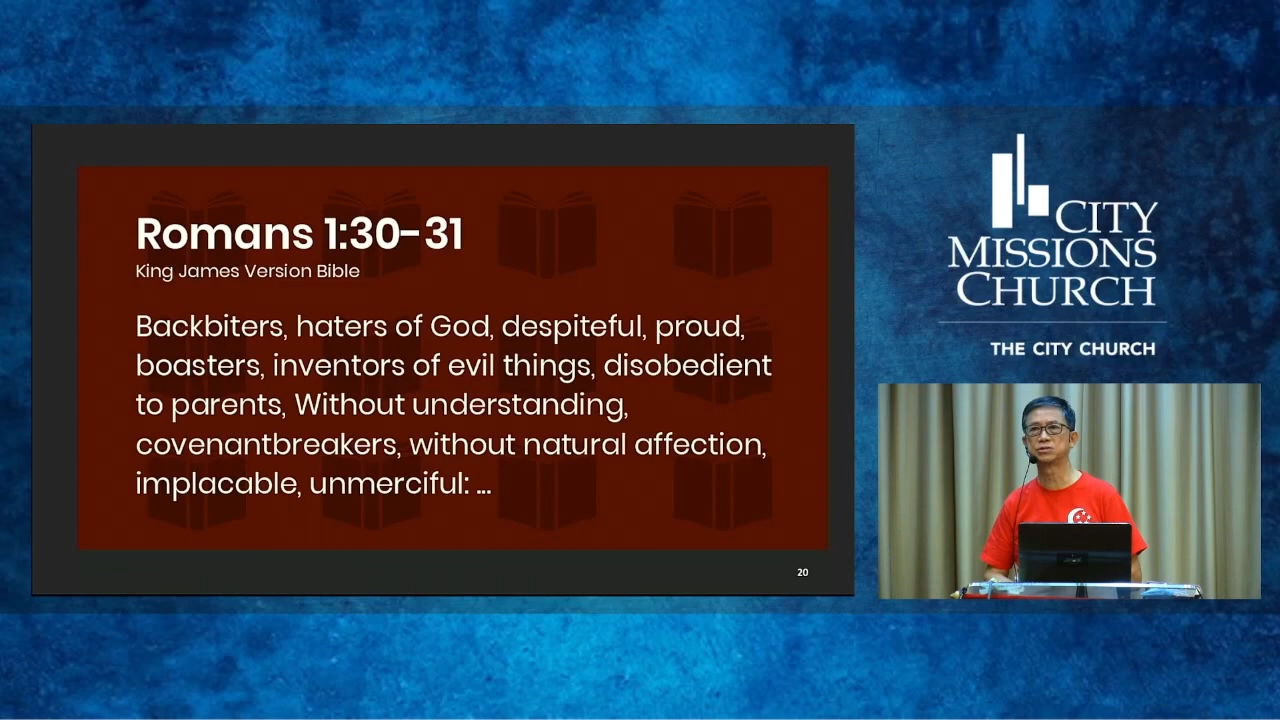 Romans 1:30-31
King James Version Bible
Backbiters, haters of God, despiteful, proud,
boasters, inventors of evil things, disobedient
to parents, Without understanding,
covenantbreakers, without natural affection,
implacable, unmerciful: ...
20
CITY
MISSIONS
CHURCH
THE CITY CHURCH